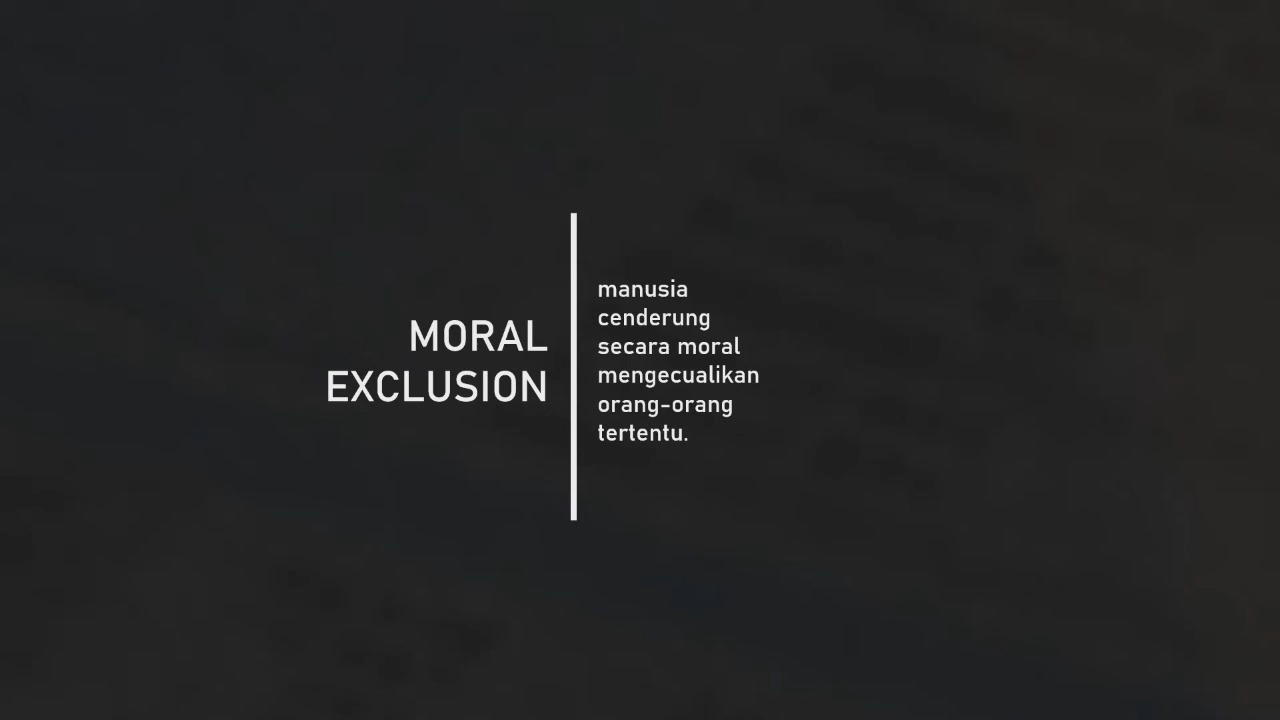 MORAL
EXCLUSION
manusia
cenderung
secara moral
mengecualikan
orang-orang
tertentu.